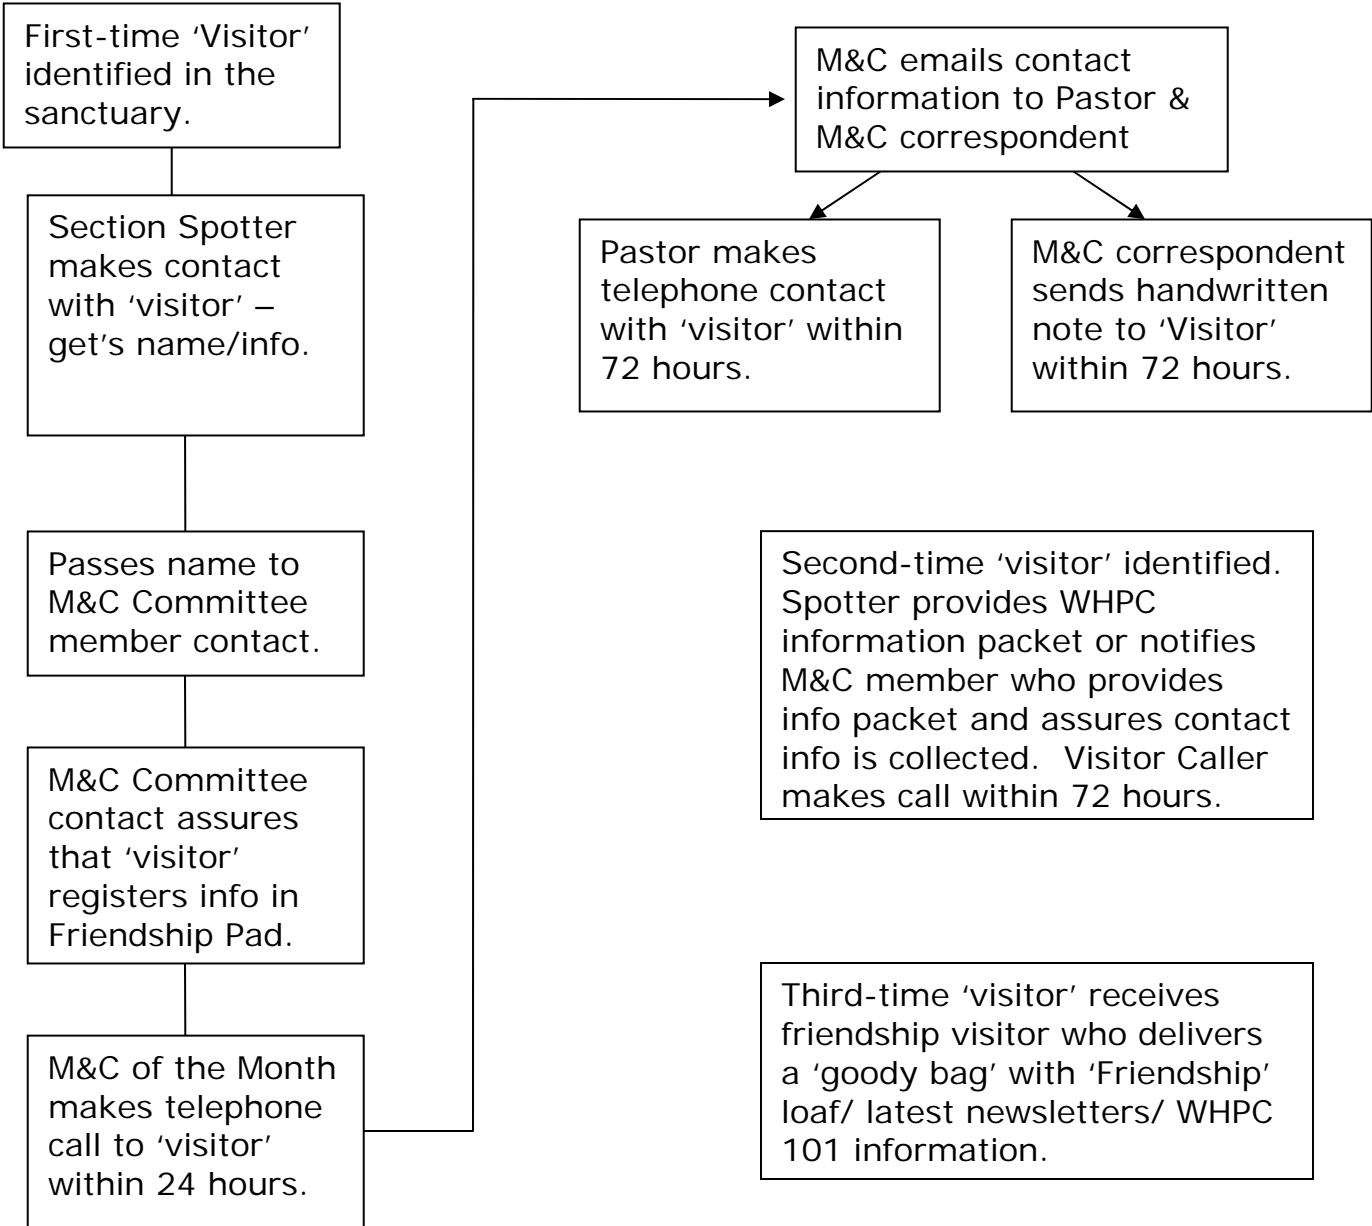 First-time ‘Visitor’
identified in the
sanctuary.
Section Spotter
makes contact
with ‘visitor’ –
get’s name/info.
Passes name to
M&C Committee
member contact.
M&C Committee
contact assures
that ‘visitor’
registers info in
Friendship Pad.
M&C of the Month
makes telephone
call to ‘visitor’
within 24 hours.
M&C emails contact
information to Pastor &
M&C correspondent
Pastor makes
telephone contact
with ‘visitor’ within
72 hours.
M&C correspondent
sends handwritten
note to ‘Visitor’
within 72 hours.
Second-time ‘visitor’ identified.
Spotter provides WHPC
information packet or notifies
M&C member who provides
info packet and assures contact
info is collected.  Visitor Caller
makes call within 72 hours.
Third-time ‘visitor’ receives
friendship visitor who delivers
a ‘goody bag’ with ‘Friendship’
loaf/ latest newsletters/ WHPC
101 information.